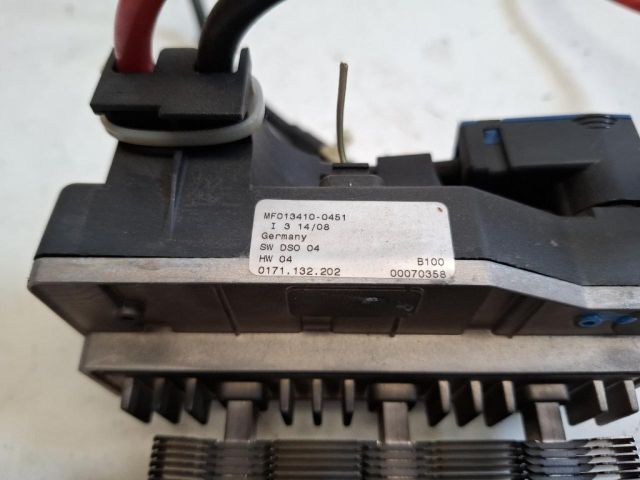 MF013410-0451
I 3 14/08
Germany
SW DS0 04
HW 04 B100
0171.132.202 00070358